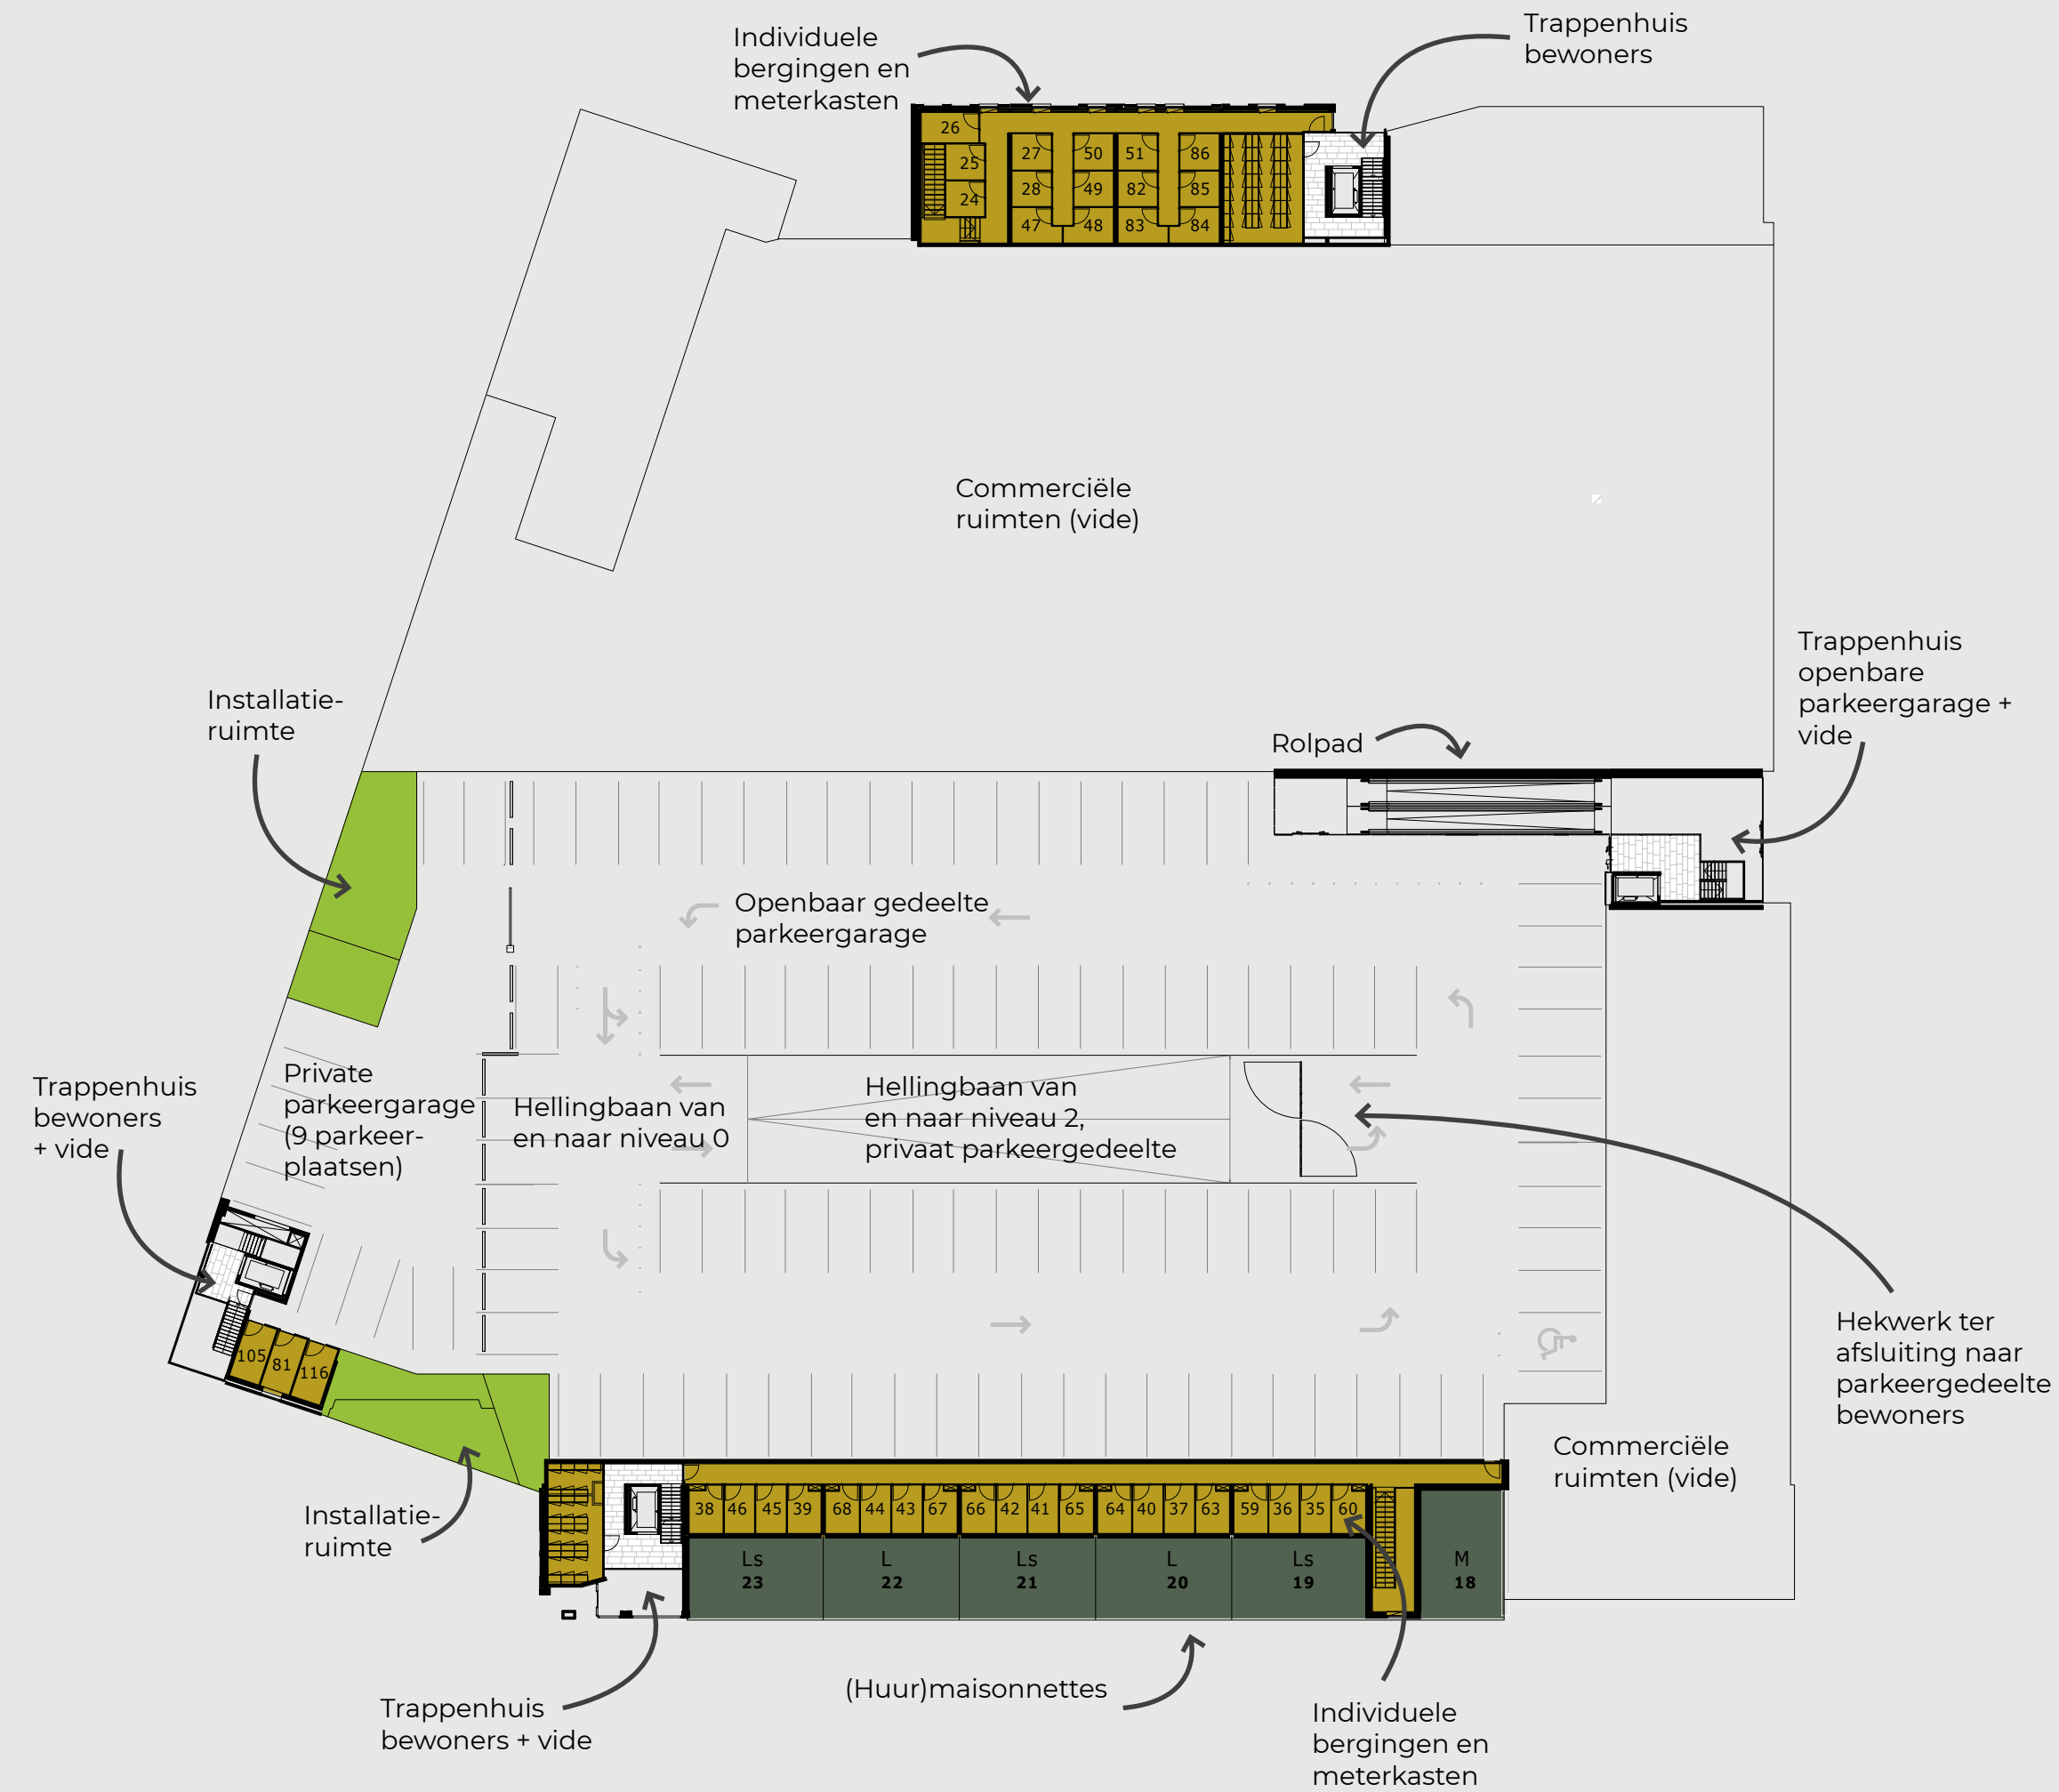 Individuele
bergingen en
meterkasten
Trappenhuis
bewoners
26
25
24
27
50
51
86
28
49
82
85
47
48
83
84
Commerciële
ruimten (vide)
Trappenhuis
openbare
parkeergarage +
vide
Installatie-
ruimte
Rolpad
Openbaar gedeelte
parkeergarage
Trappenhuis
bewoners
+ vide
Private
parkeergarage
(9 parkeer-
plaatsen)
Hellingbaan van
en naar niveau 0
Hellingbaan van
en naar niveau 2,
privaat parkeergedeelte
Hekwerk ter
afsluiting naar
parkeergedeelte
bewoners
105
81
116
Commerciële
ruimten (vide)
Installatie-
ruimte
38
46
45
39
68
44
43
67
66
42
41
65
64
40
37
63
59
36
35
60
Ls
23
L
22
Ls
21
L
20
Ls
19
M
18
Trappenhuis
bewoners + vide
(Huur)maisonnettes
Individuele
bergingen en
meterkasten